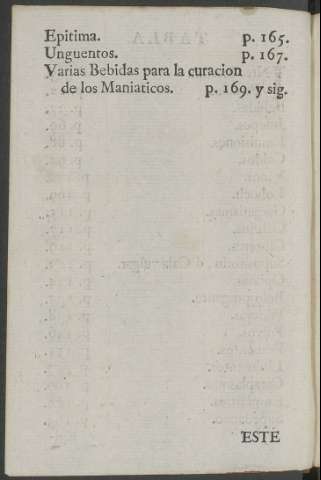 Epitima. p. 165.
Unguentos. p. 167.
Varias Bebidas para la curacion
de los Maniaticos. p. 169. y sig.
ESTE